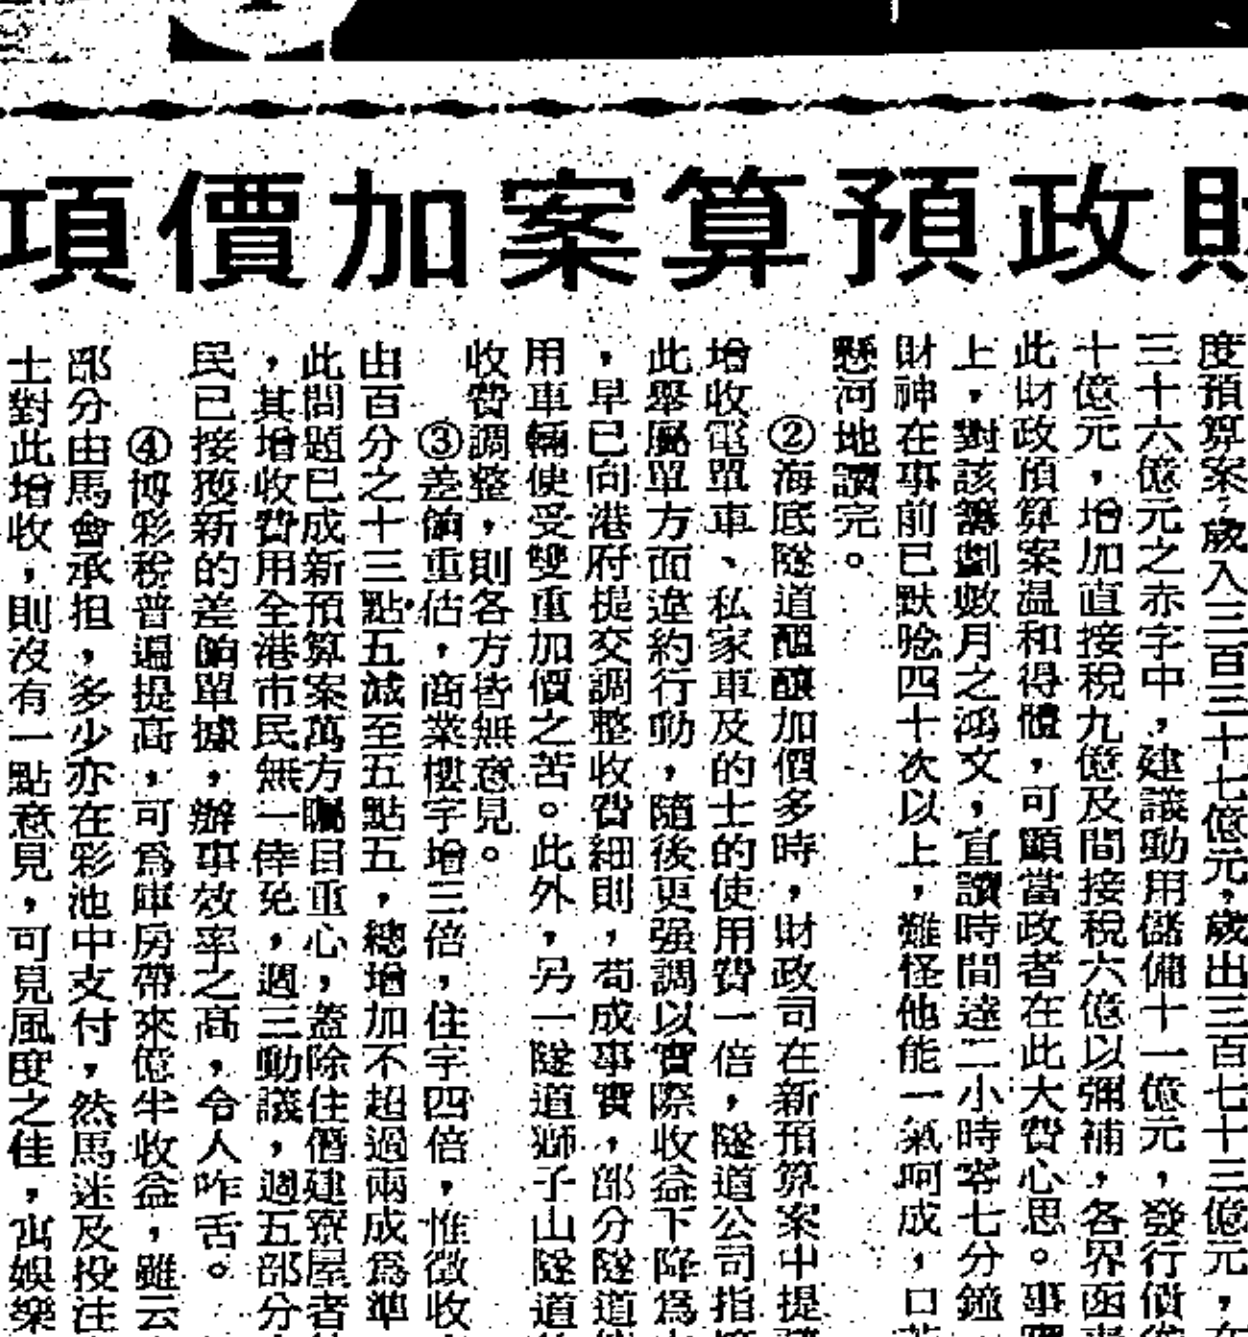 財政預算案加價項
度預算案，歲入三百三十七億元，歲出三百七十三億元，在
三十六億元之赤字中，建議動用儲備十一億元，發行債券
十億元，增加直接稅九億及間接稅六億以彌補，各界函
此財政預算案温和得體，可顯當政者在此大費心思。事實
上，對該籌劃數月之鴻文，宣讀時間達二小時零七分鐘，
財神在事前已默唸四十次以上，難怪他能一氣呵成，口若
懸河地讀完。
②海底隧道醞釀加價多時，財政司在新預算案中提
增收電單車、私家車及的士的使用費一倍，隧道公司指
此舉屬單方面違約行動，隨後更强調以實際收益下降爲
，早已向港府提交調整收費細則，苟成事實，部分隧道
用車輛便受雙重加價之苦。此外，另一隧道獅子山隧道
收費調整，則各方皆無意見。
③差餉重估，商業樓宇增三倍，住宇四倍，惟徵收
由百分之十三點五減至五點五，總增加不超過兩成爲準
此問題已成新預算案萬方矚目重心，蓋除住僭建寮屋者
，其增收費用全港市民無一倖免，週三動議，週五部分
民已接獲新的差餉單據，辦事效率之高，令人咋舌。
④博彩稅普遍提高，可爲庫房帶來億半收益，雖云
部分由馬會承担，多少亦在彩池中支付，然馬迷及投注
士對此增收，則沒有一點意見，可見風度之佳，寓娛樂